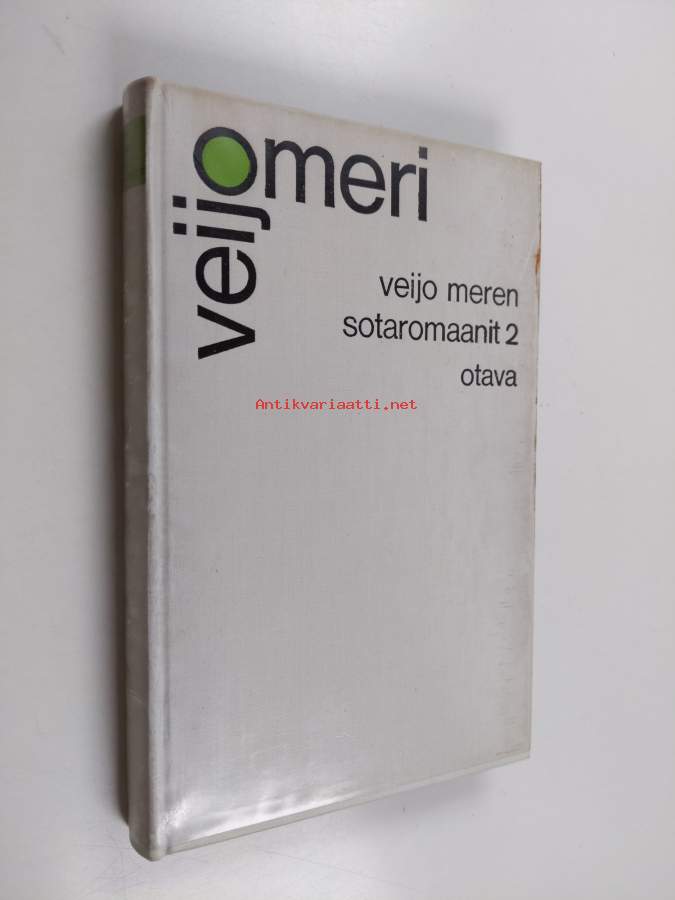 veijo
meri
veijo meren
sotaromaanit 2
otava
Antikvariaatti.net